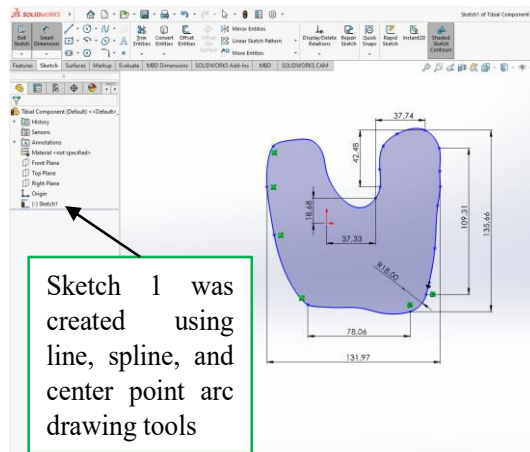 SOLIDWORKS
Sketch1 of Tibial Component
Exit Sketch
Smart Dimension
Trim Entities
Convert Entities
Offset Entities
Mirror Entities
Linear Sketch Pattern
Move Entities
Display/Delete Relations
Repair Sketch
Quick Snaps
Rapid Sketch
Instant2D
Shaded Sketch Contours
Features Sketch Surfaces Markup Evaluate MBD Dimensions SOLIDWORKS Add-Ins MBD SOLIDWORKS CAM
Tibial Component (Default) <<Default>_
History
Sensors
Annotations
Material <not specified>
Front Plane
Top Plane
Right Plane
Origin
(-) Sketch1
37,74
42,48
18,68
37,33
109,31
135,66
R18,00
78,06
131,97
Sketch 1 was
created using
line, spline, and
center point arc
drawing tools